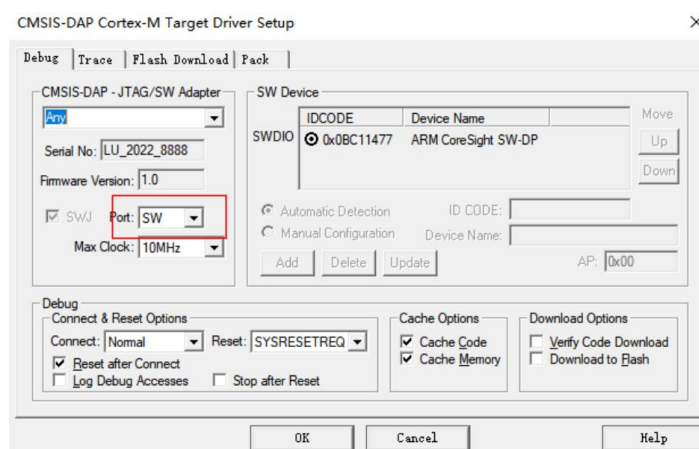 CMSIS-DAP Cortex-M Target Driver Setup
Debug Trace Flash Download Pack
CMSIS-DAP - JTAG/SW Adapter
Any
Serial No: LU_2022_8888
Firmware Version: 1.0
SWJ Port: SW
Max Clock: 10MHz
SW Device
IDCODE Device Name Move
SWDIO 0x0BC11477 ARM CoreSight SW-DP Up
Down
Automatic Detection ID CODE:
Manual Configuration Device Name:
Add Delete Update AP: 0x00
Debug
Connect & Reset Options
Connect: Normal Reset: SYSRESETREQ
Reset after Connect
Log Debug Accesses Stop after Reset
Cache Options
Cache Code
Cache Memory
Download Options
Verify Code Download
Download to Flash
OK Cancel Help